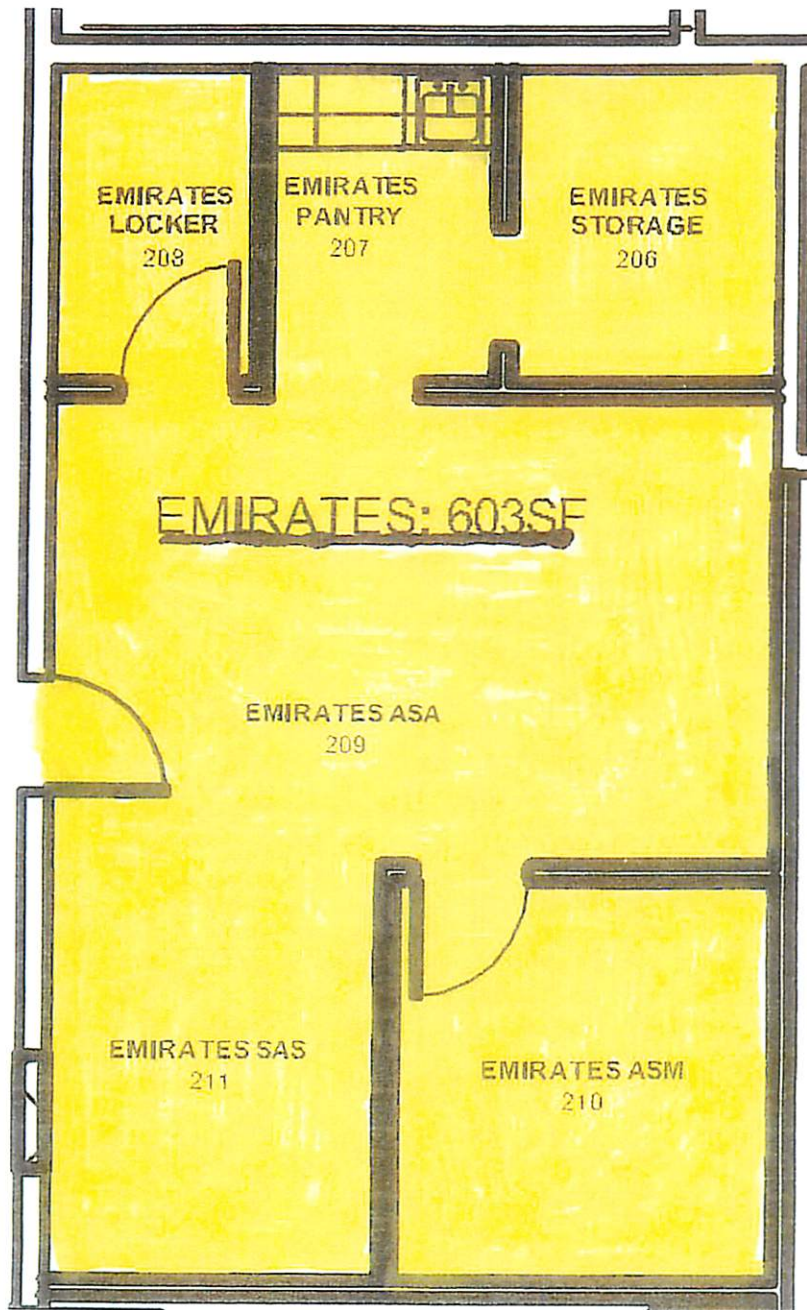 EMIRATES
LOCKER
208
EMIRATES
PANTRY
207
EMIRATES
STORAGE
206
EMIRATES: 603SF
EMIRATES ASA
209
EMIRATES SAS
211
EMIRATES ASM
210